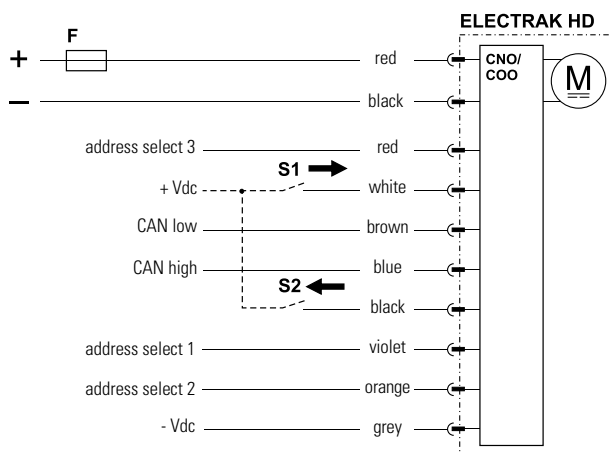 ELECTRAK HD
F
+ red CNO/
COO
M
– black
address select 3 red
S1
+ Vdc white
CAN low brown
CAN high blue
S2
black
address select 1 violet
address select 2 orange
- Vdc grey